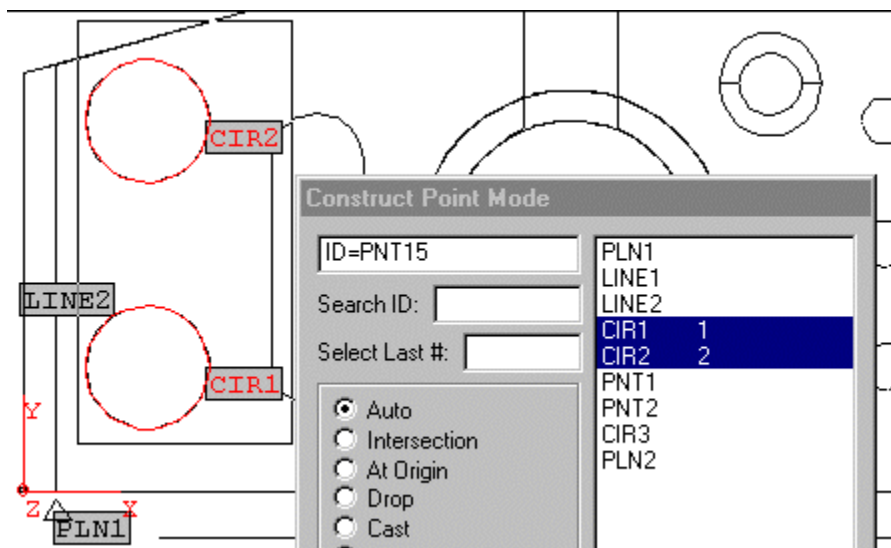 CIR2
Construct Point Mode
ID=PNT15
Search ID:
Select Last #:
PLN1
LINE1
LINE2
CIR1 1
CIR2 2
PNT1
PNT2
CIR3
PLN2
Auto
Intersection
At Origin
Drop
Cast
LINE2
CIR1
Y
Z
X
PLN1